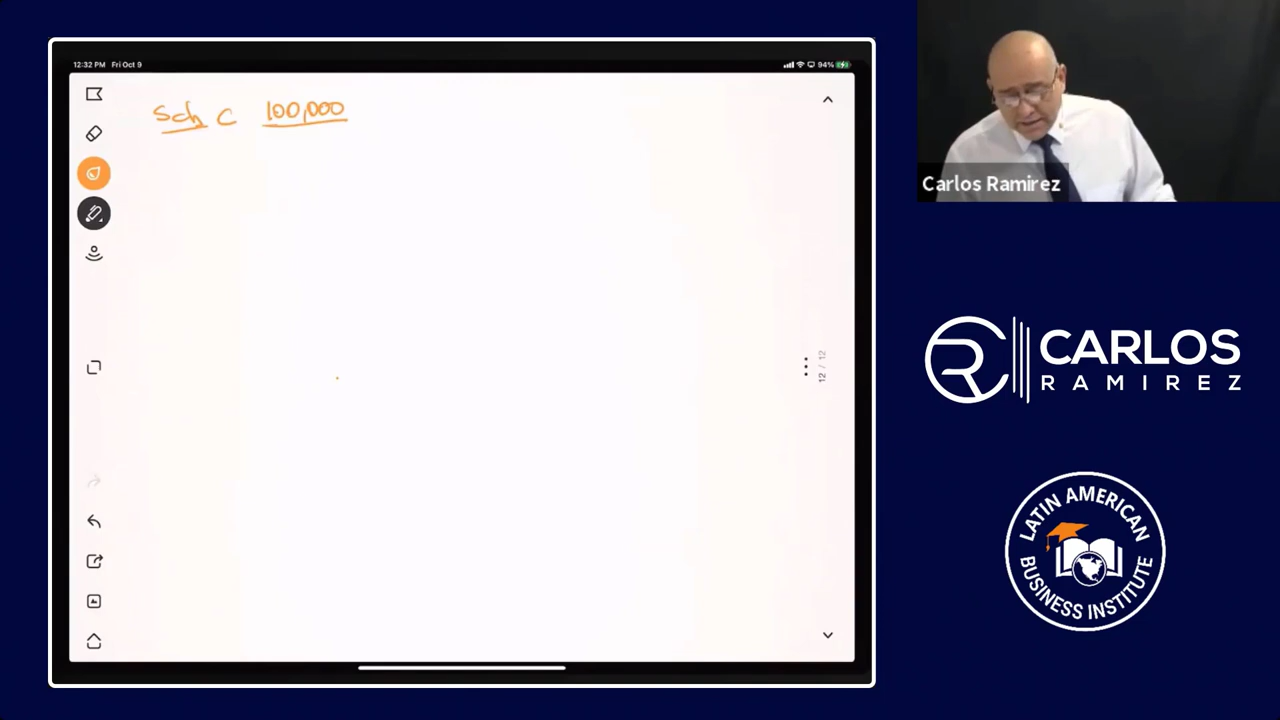 12:32 PM Fri Oct 9
94%
Sch C 100,000
12 / 12
Carlos Ramirez
CARLOS
RAMIREZ
LATIN AMERICAN
BUSINESS INSTITUTE